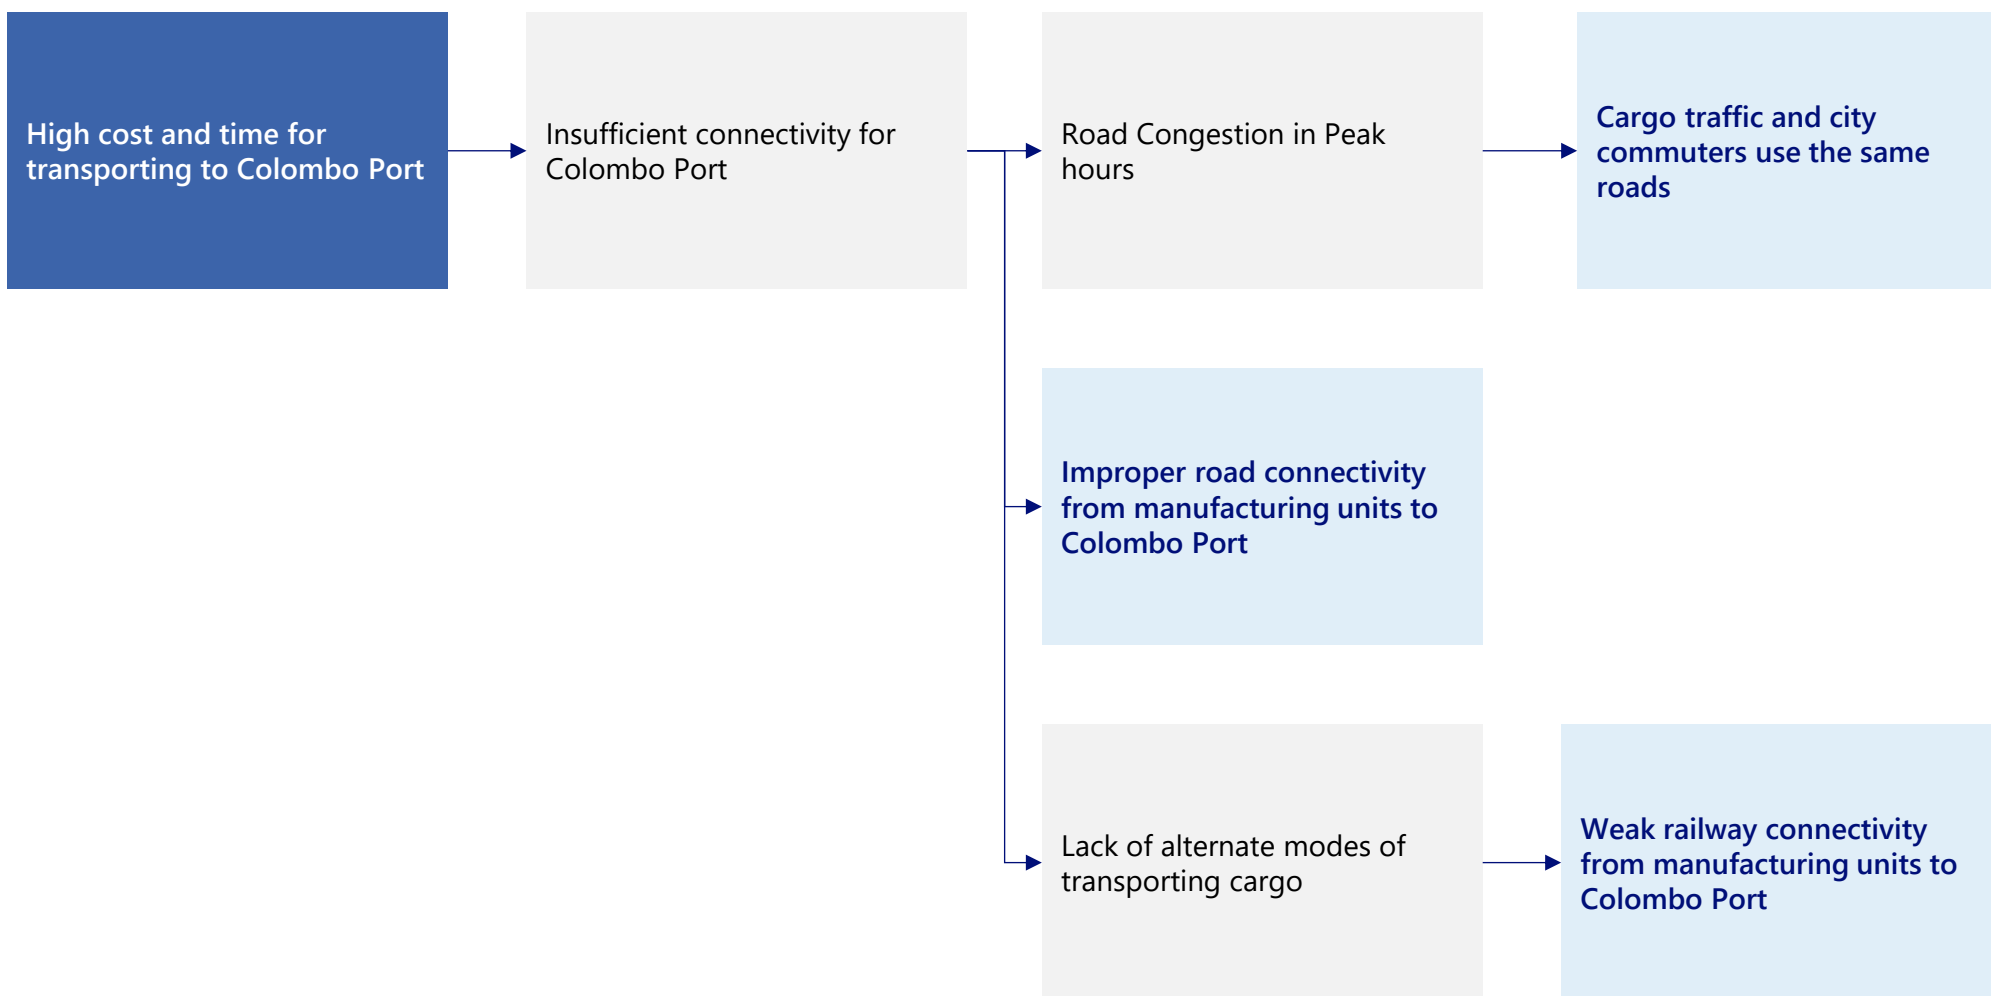 High cost and time for
transporting to Colombo Port
Insufficient connectivity for
Colombo Port
Road Congestion in Peak
hours
Cargo traffic and city
commuters use the same
roads
Improper road connectivity
from manufacturing units to
Colombo Port
Lack of alternate modes of
transporting cargo
Weak railway connectivity
from manufacturing units to
Colombo Port